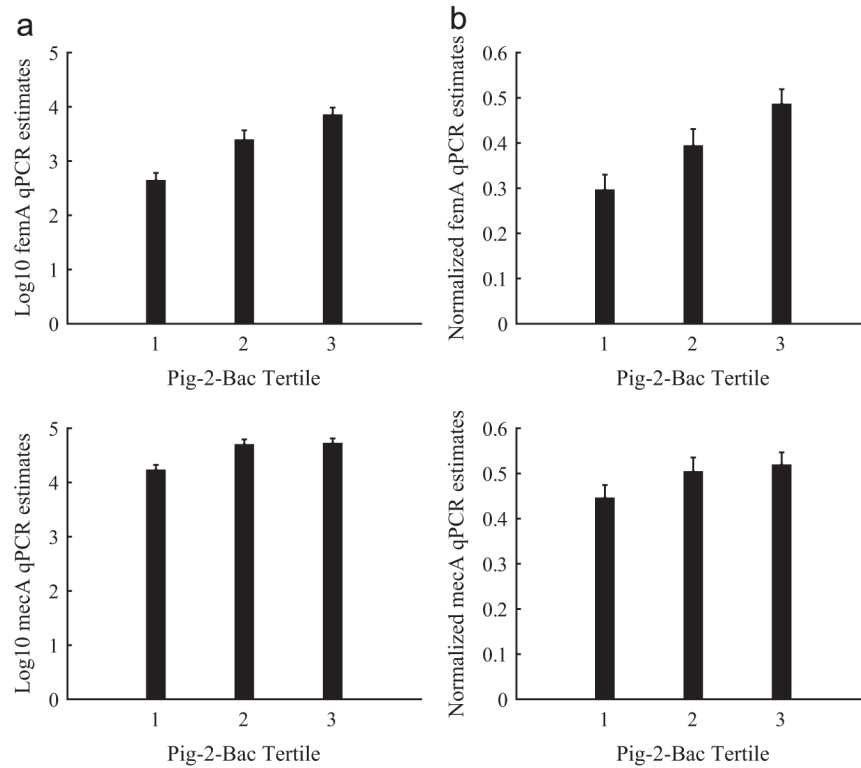 a
Log10 femA qPCR estimates
5
4
3
2
1
0
1 2 3
Pig-2-Bac Tertile
b
Normalized femA qPCR estimates
0.6
0.5
0.4
0.3
0.2
0.1
0
1 2 3
Pig-2-Bac Tertile
Log10 mecA qPCR estimates
5
4
3
2
1
0
1 2 3
Pig-2-Bac Tertile
Normalized mecA qPCR estimates
0.6
0.5
0.4
0.3
0.2
0.1
0
1 2 3
Pig-2-Bac Tertile